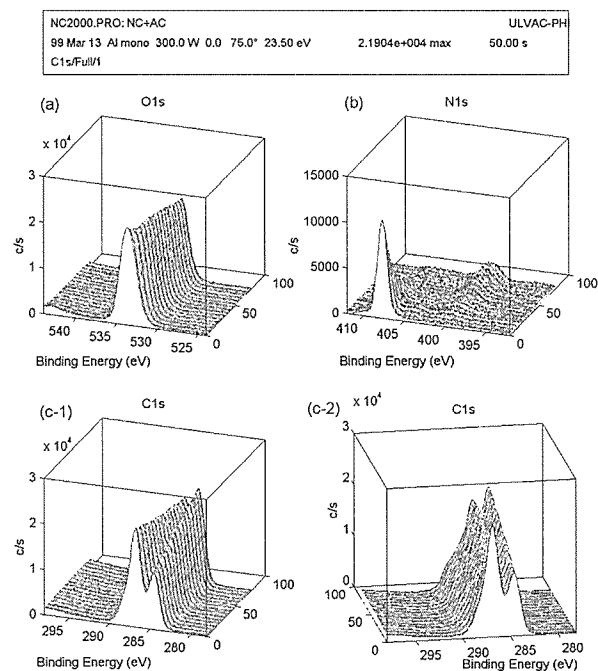 NC2000.PRO: NC+AC ULVAC-PH
99 Mar 13 Al mono 300.0 W 0.0 75.0° 23.50 eV 2.1904e+004 max 50.00 s
C1s/Full/1
(a) O1s
x 10⁴
3
2
1
0
c/s
540 535 530 525
0 50 100
Binding Energy (eV)
(b) N1s
15000
10000
5000
0
c/s
410 405 400 395
0 50 100
Binding Energy (eV)
(c-1) C1s
x 10⁴
3
2
1
0
c/s
295 290 285 280
0 50 100
Binding Energy (eV)
(c-2) C1s
x 10⁴
3
2
1
0
c/s
100 50 0
295 290 285 280
Binding Energy (eV)